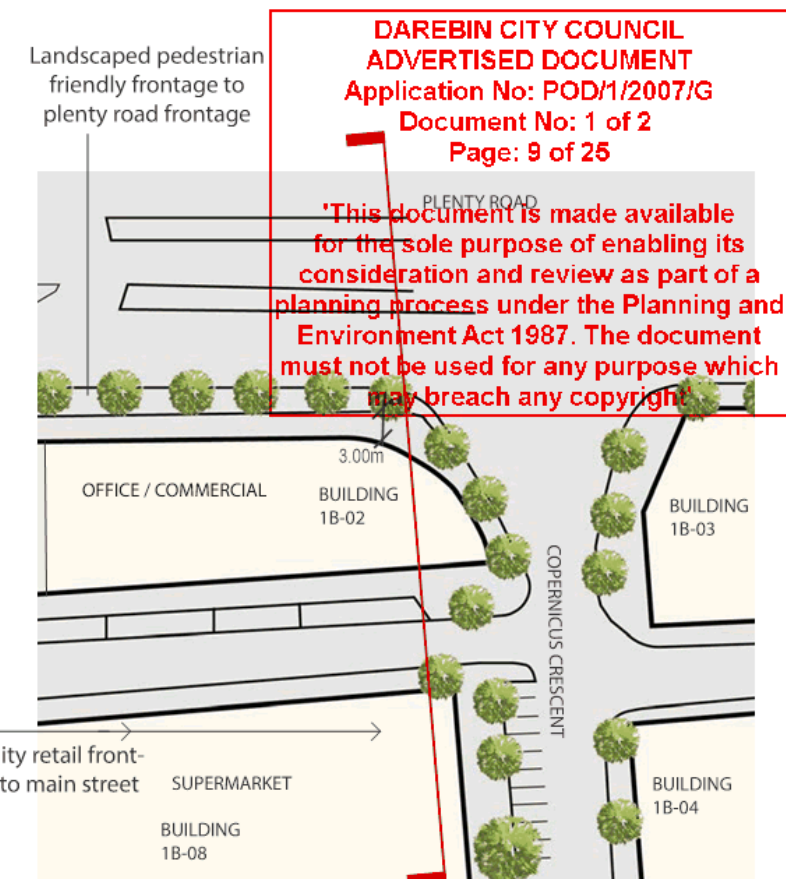 DAREBIN CITY COUNCIL
ADVERTISED DOCUMENT
Application No: POD/1/2007/G
Document No: 1 of 2
Page: 9 of 25
'This document is made available
for the sole purpose of enabling its
consideration and review as part of a
planning process under the Planning and
Environment Act 1987. The document
must not be used for any purpose which
may breach any copyright'
Landscaped pedestrian
friendly frontage to
plenty road frontage
PLENTY ROAD
3.00m
OFFICE / COMMERCIAL
BUILDING
1B-02
BUILDING
1B-03
COPERNICUS CRESCENT
ity retail front-
to main street
SUPERMARKET
BUILDING
1B-08
BUILDING
1B-04